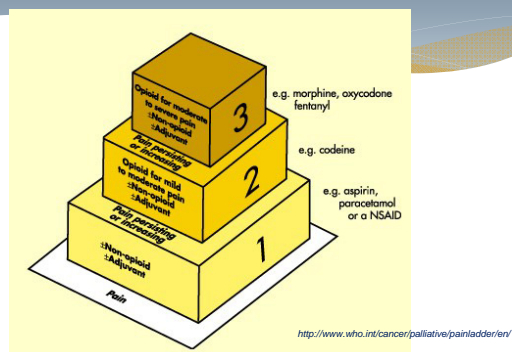 Opioid for moderate
to severe pain
±Non-opioid
±Adjuvant
3
e.g. morphine, oxycodone
fentanyl
Pain persisting
or increasing
Opioid for mild
to moderate pain
±Non-opioid
±Adjuvant
2
e.g. codeine
Pain persisting
or increasing
±Non-opioid
±Adjuvant
1
e.g. aspirin,
paracetamol
or a NSAID
Pain
http://www.who.int/cancer/palliative/painladder/en/